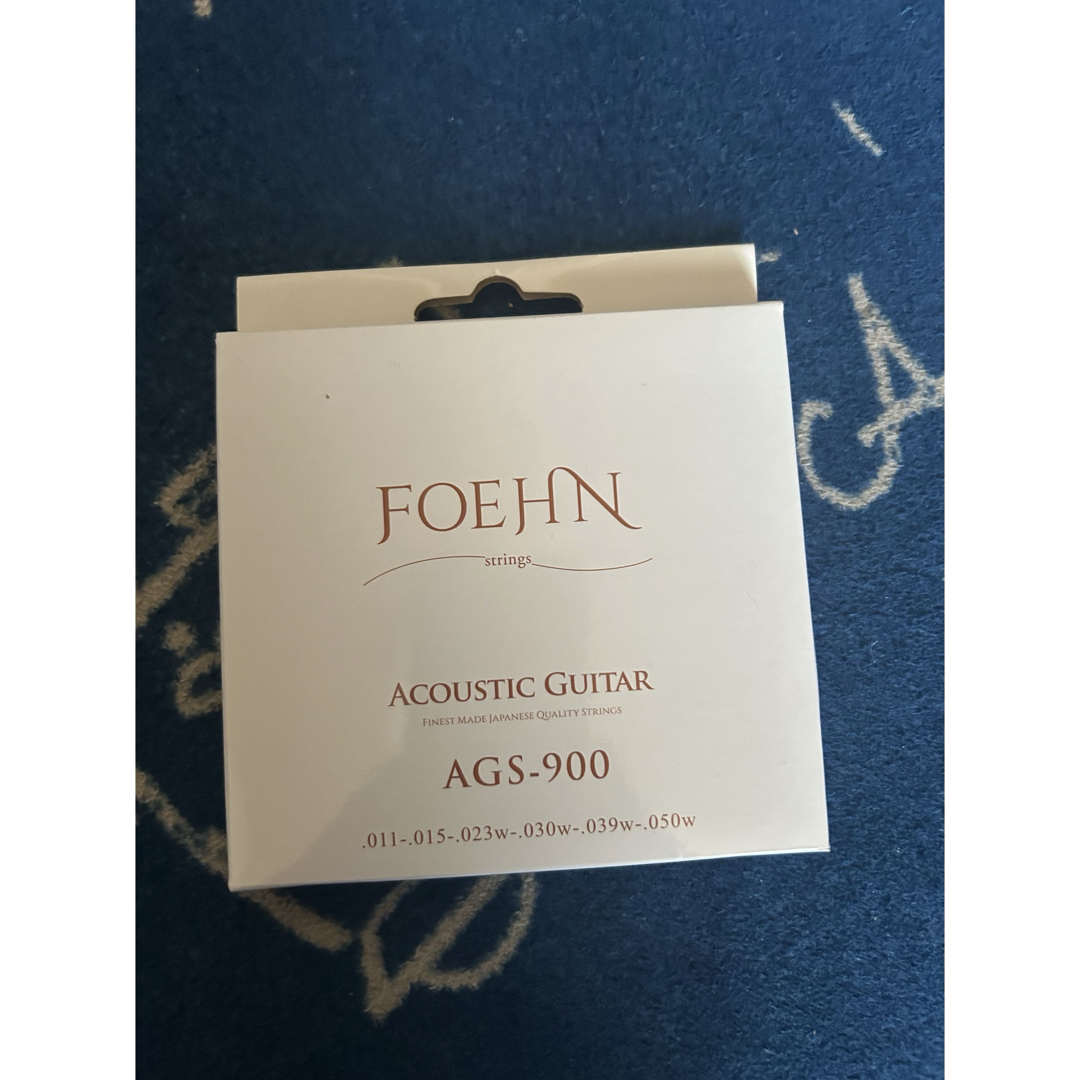 FOEHN
strings
ACOUSTIC GUITAR
FINEST MADE JAPANESE QUALITY STRINGS
AGS-900
.011-.015-.023w-.030w-.039w-.050w